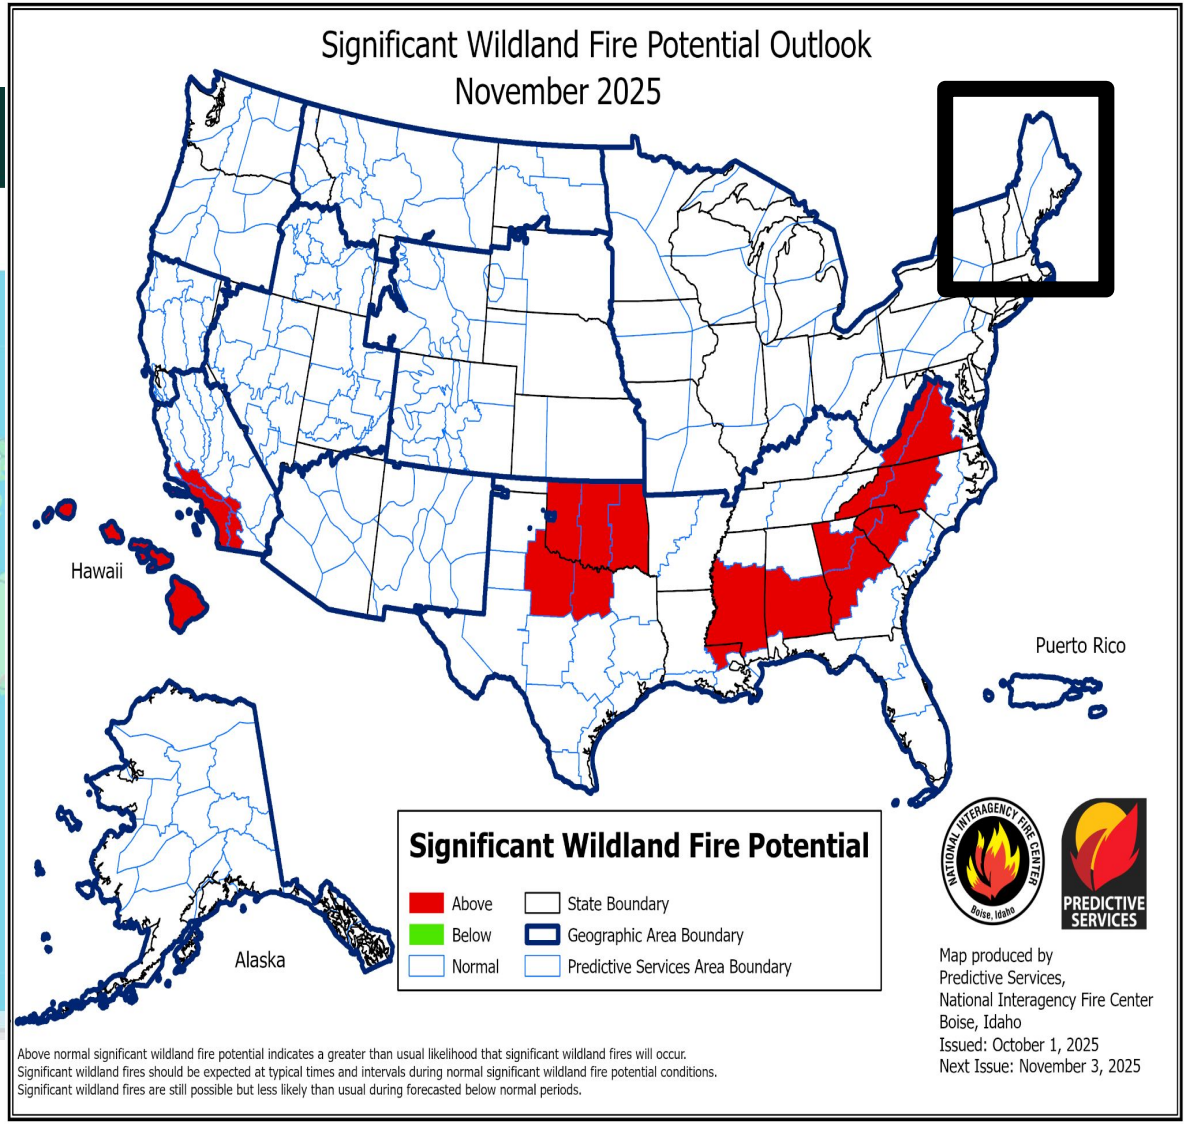 Significant Wildland Fire Potential Outlook
November 2025
Hawaii
Puerto Rico
Alaska
Significant Wildland Fire Potential
Above
State Boundary
Below
Geographic Area Boundary
Normal
Predictive Services Area Boundary
NATIONAL INTERAGENCY FIRE CENTER
Boise, Idaho
PREDICTIVE
SERVICES
Map produced by
Predictive Services,
National Interagency Fire Center
Boise, Idaho
Issued: October 1, 2025
Next Issue: November 3, 2025
Above normal significant wildland fire potential indicates a greater than usual likelihood that significant wildland fires will occur.
Significant wildland fires should be expected at typical times and intervals during normal significant wildland fire potential conditions.
Significant wildland fires are still possible but less likely than usual during forecasted below normal periods.